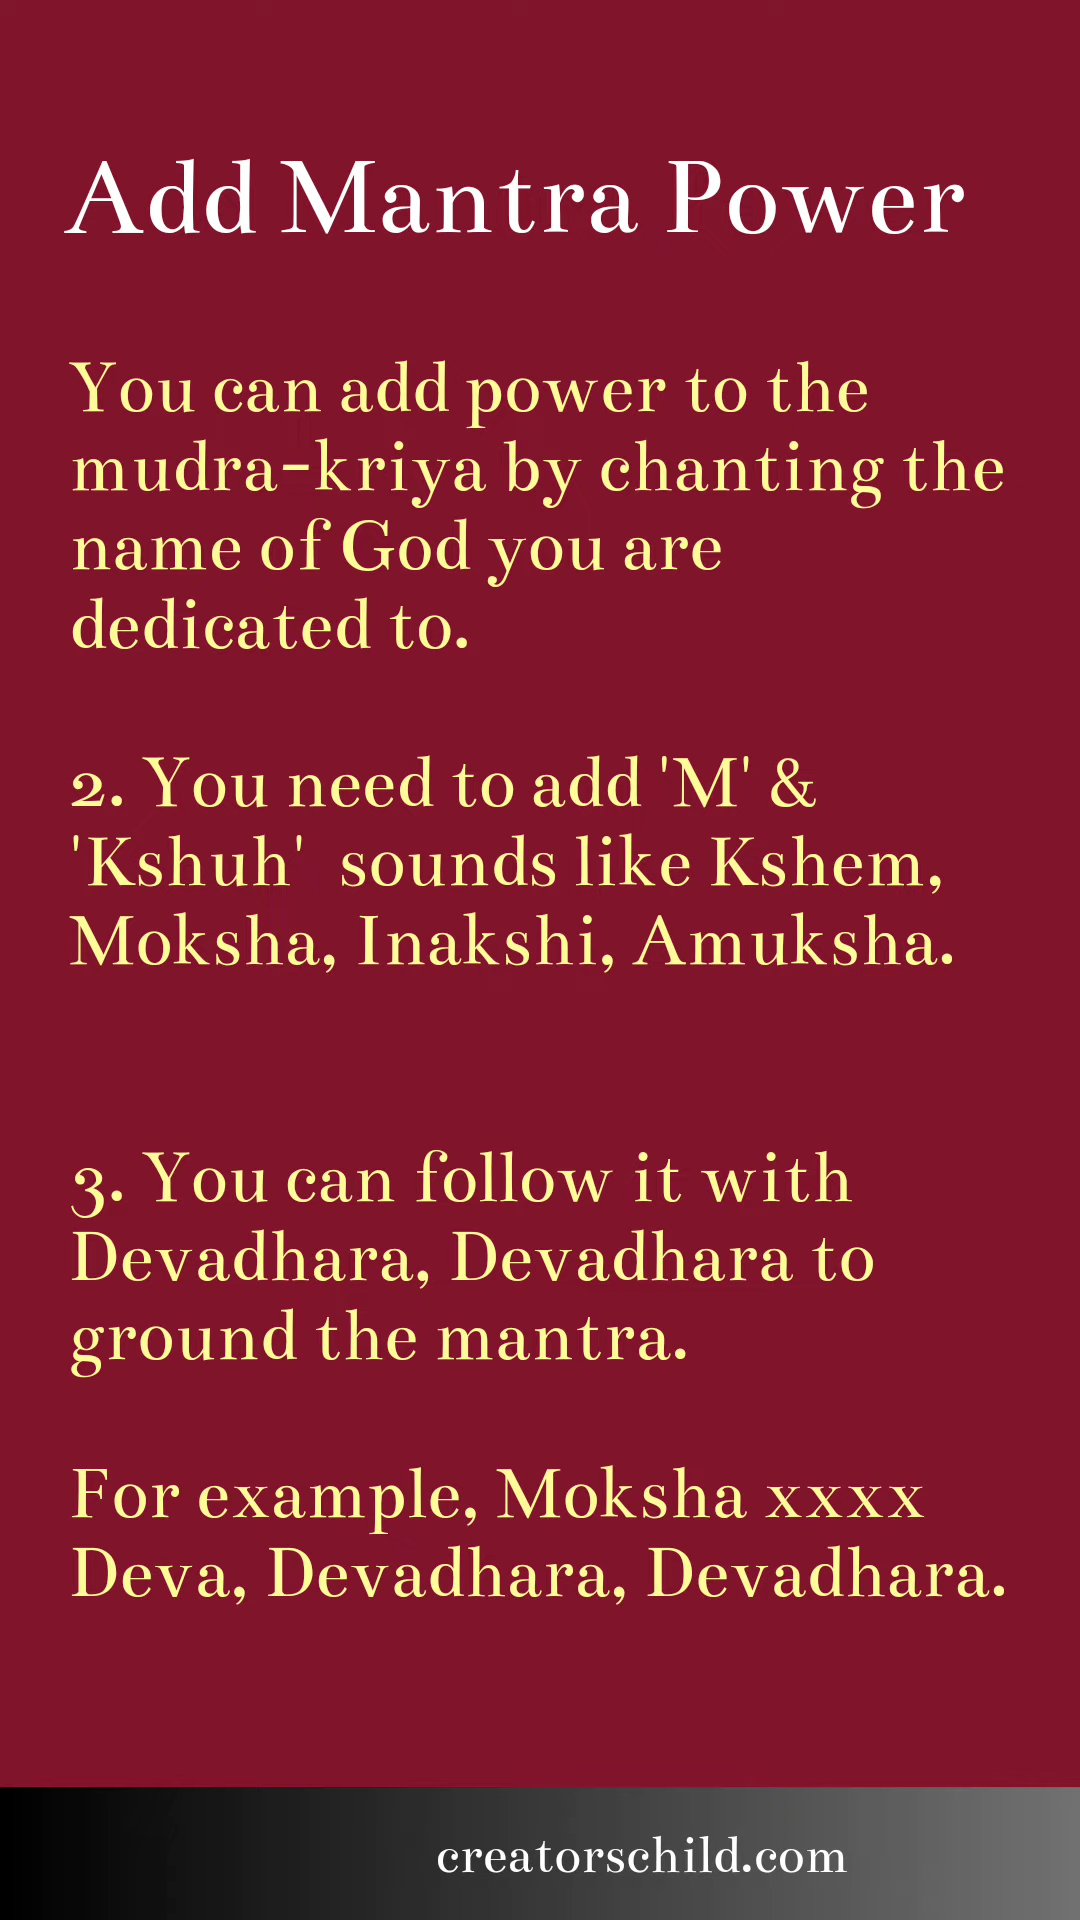 Add Mantra Power
You can add power to the
mudra-kriya by chanting the
name of God you are
dedicated to.
2. You need to add 'M' &
'Kshuh'  sounds like Kshem,
Moksha, Inakshi, Amuksha.
3. You can follow it with
Devadhara, Devadhara to
ground the mantra.
For example, Moksha xxxx
Deva, Devadhara, Devadhara.
creatorschild.com